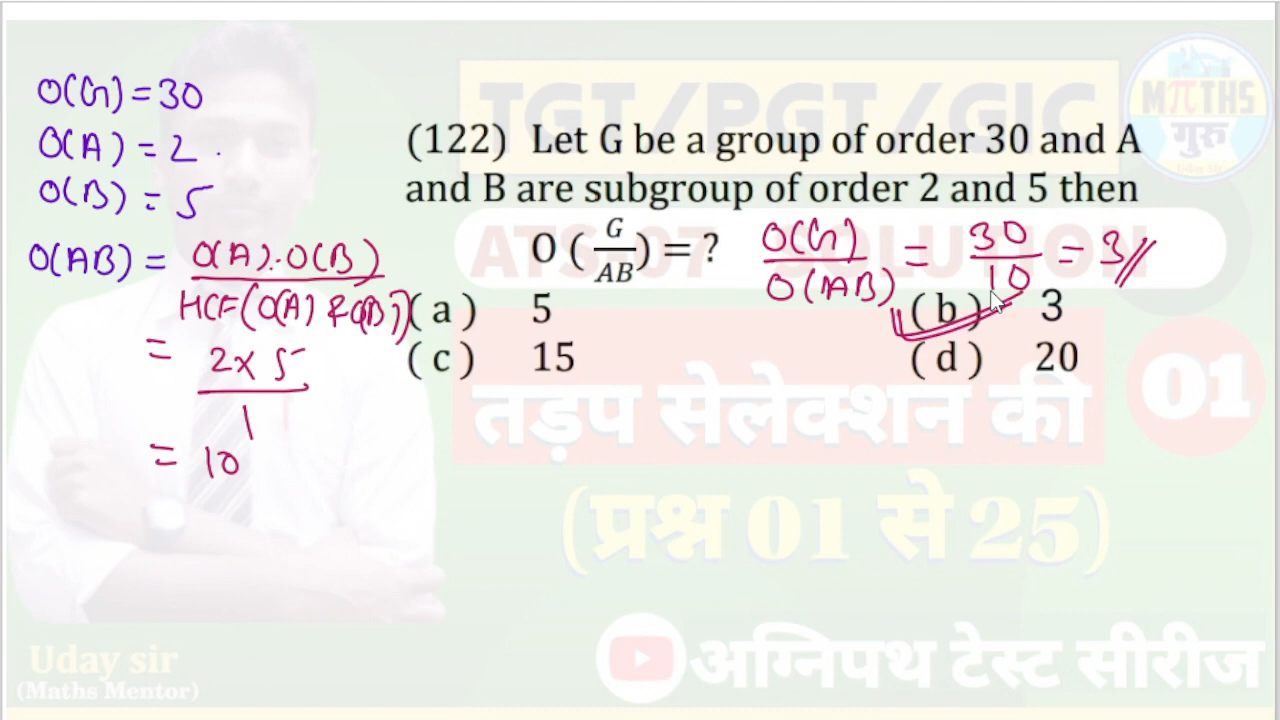 O(G) = 30
O(A) = 2
O(B) = 5
O(AB) = O(A).O(B) / HCF(O(A) & O(B))
= 2 x 5 / 1
= 10
TGT/PGT/GIC
MπTHS
गुरु
(122) Let G be a group of order 30 and A
and B are subgroup of order 2 and 5 then
O (G/AB) = ?
O(G) / O(AB) = 30 / 10 = 3
( a ) 5
( b ) 3
( c ) 15
( d ) 20
SOLUTION
तड़प सेलेक्शन की
01
(प्रश्न 01 से 25)
Uday sir
(Maths Mentor)
अग्निपथ टेस्ट सीरीज